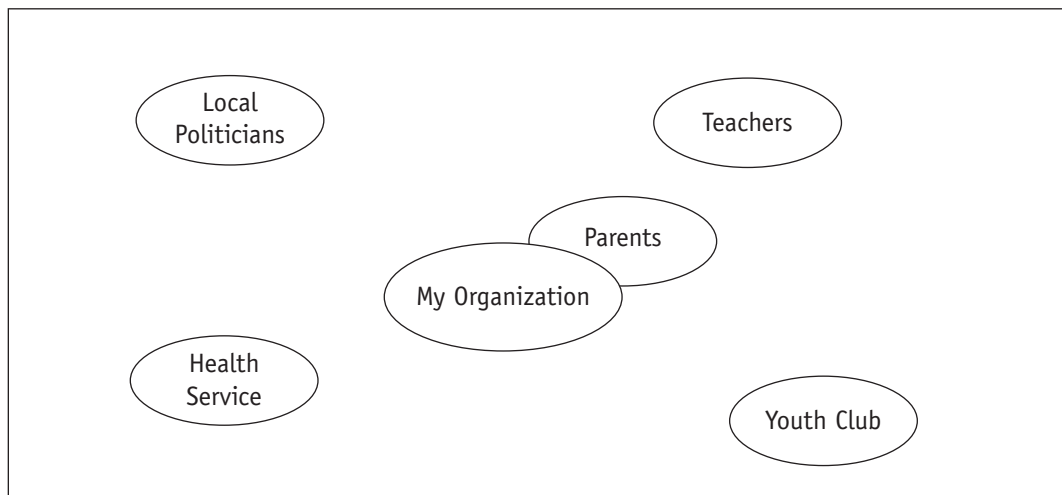 Local
Politicians
Teachers
Parents
My Organization
Health
Service
Youth Club